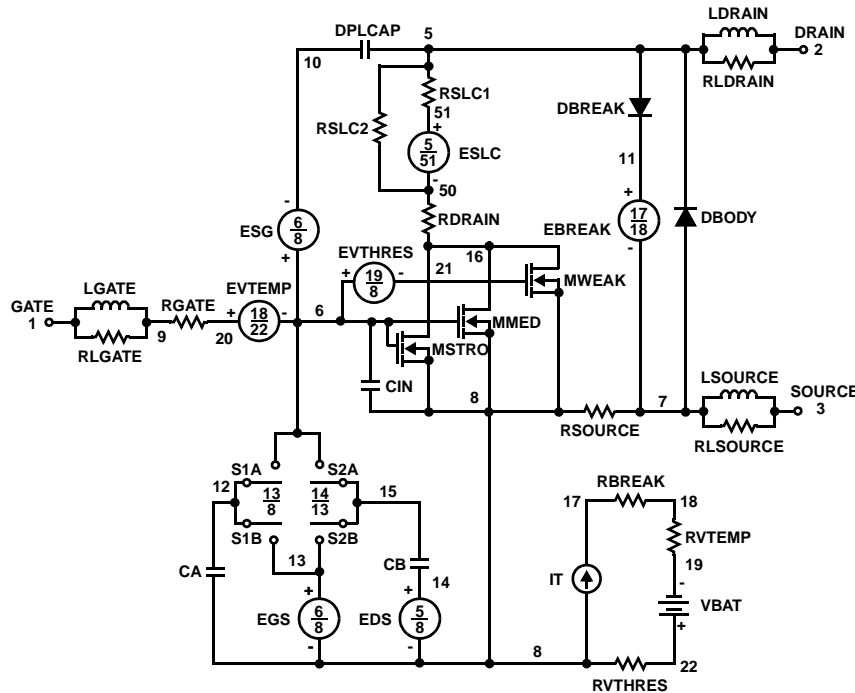 LDRAIN
DPLCAP 5 DRAIN
10 2
RLDRAIN
RSLC1
DBREAK
51
RSLC2
+
5
51
ESLC
11
-
50
- +
6
8
ESG
RDRAIN
17
18
EBREAK
DBODY
+
EVTHRES
-
16
+ 19
8 - 21
MWEAK
LGATE
EVTEMP
GATE
1
RGATE
+ 18
22 -
6
MMED
9
20
RLGATE
MSTRO
CIN
8
LSOURCE
7
SOURCE
3
RSOURCE
RLSOURCE
S1A S2A
12
13
8
14
13
15
S1B S2B
RBREAK
17 18
13
RVTEMP
CA
CB
19
14
IT
-
+ +
VBAT
EGS
6
8
EDS
5
8
+
- -
8
22
RVTHRES